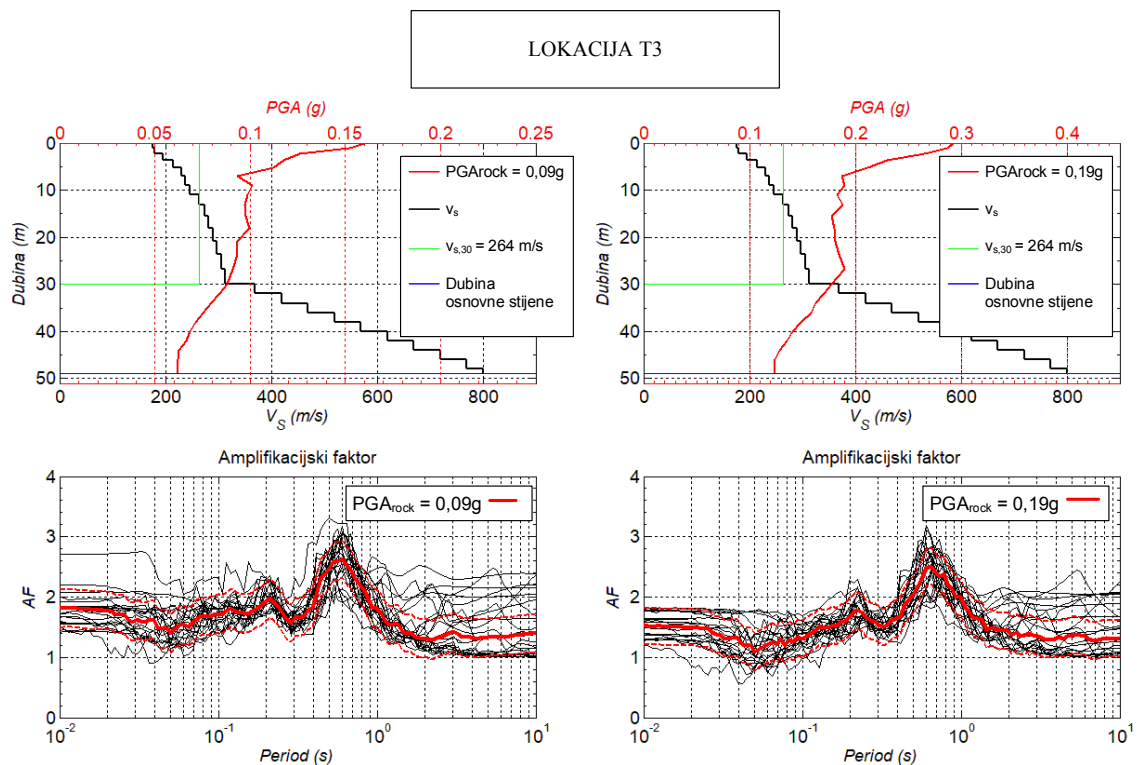 LOKACIJA T3
PGA (g)
0 0.05 0.1 0.15 0.2 0.25
0
10
20
30
40
50
Dubina (m)
PGArock = 0,09g
vs
vs,30 = 264 m/s
Dubina
osnovne stijene
0 200 400 600 800
VS (m/s)
PGA (g)
0 0.1 0.2 0.3 0.4
0
10
20
30
40
50
Dubina (m)
PGArock = 0,19g
vs
vs,30 = 264 m/s
Dubina
osnovne stijene
0 200 400 600 800
VS (m/s)
Amplifikacijski faktor
4
3
2
1
0
AF
PGArock = 0,09g
10-2 10-1 100 101
Period (s)
Amplifikacijski faktor
4
3
2
1
0
AF
PGArock = 0,19g
10-2 10-1 100 101
Period (s)